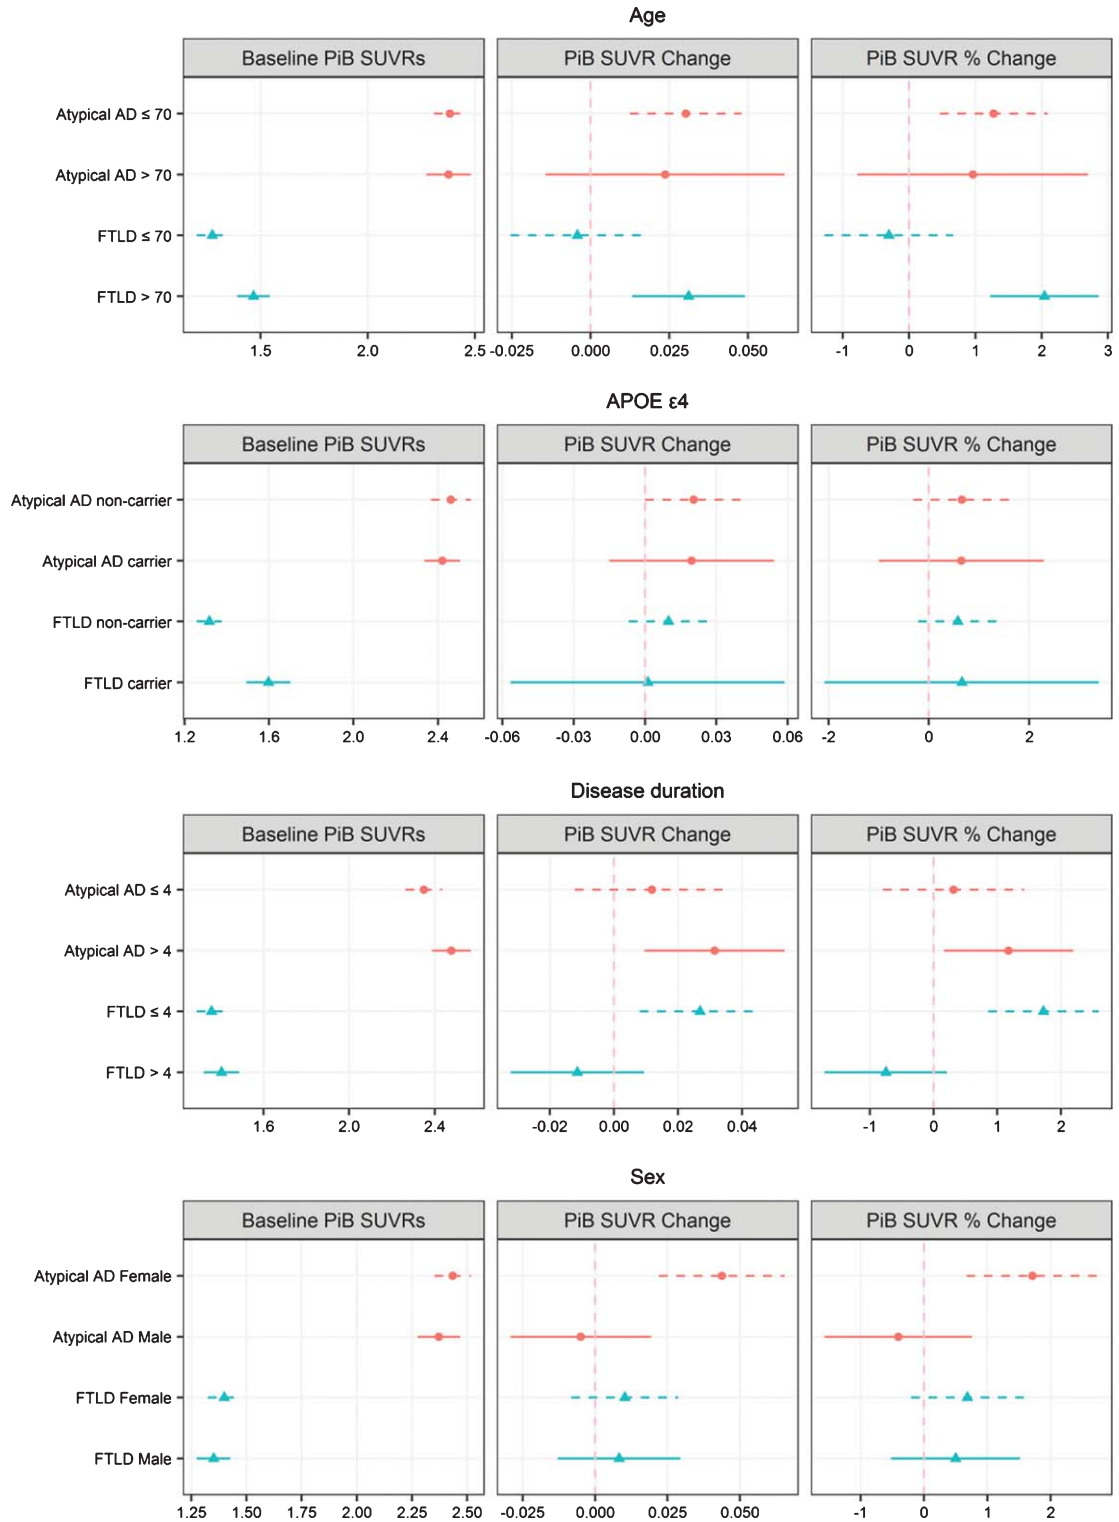 Age
Baseline PiB SUVRs PiB SUVR Change PiB SUVR % Change
Atypical AD ≤ 70
Atypical AD > 70
FTLD ≤ 70
FTLD > 70
1.5 2.0 2.5 -0.025 0.000 0.025 0.050 -1 0 1 2 3
APOE ε4
Baseline PiB SUVRs PiB SUVR Change PiB SUVR % Change
Atypical AD non-carrier
Atypical AD carrier
FTLD non-carrier
FTLD carrier
1.2 1.6 2.0 2.4 -0.06 -0.03 0.00 0.03 0.06 -2 0 2
Disease duration
Baseline PiB SUVRs PiB SUVR Change PiB SUVR % Change
Atypical AD ≤ 4
Atypical AD > 4
FTLD ≤ 4
FTLD > 4
1.6 2.0 2.4 -0.02 0.00 0.02 0.04 -1 0 1 2
Sex
Baseline PiB SUVRs PiB SUVR Change PiB SUVR % Change
Atypical AD Female
Atypical AD Male
FTLD Female
FTLD Male
1.25 1.50 1.75 2.00 2.25 2.50 -0.025 0.000 0.025 0.050 -1 0 1 2